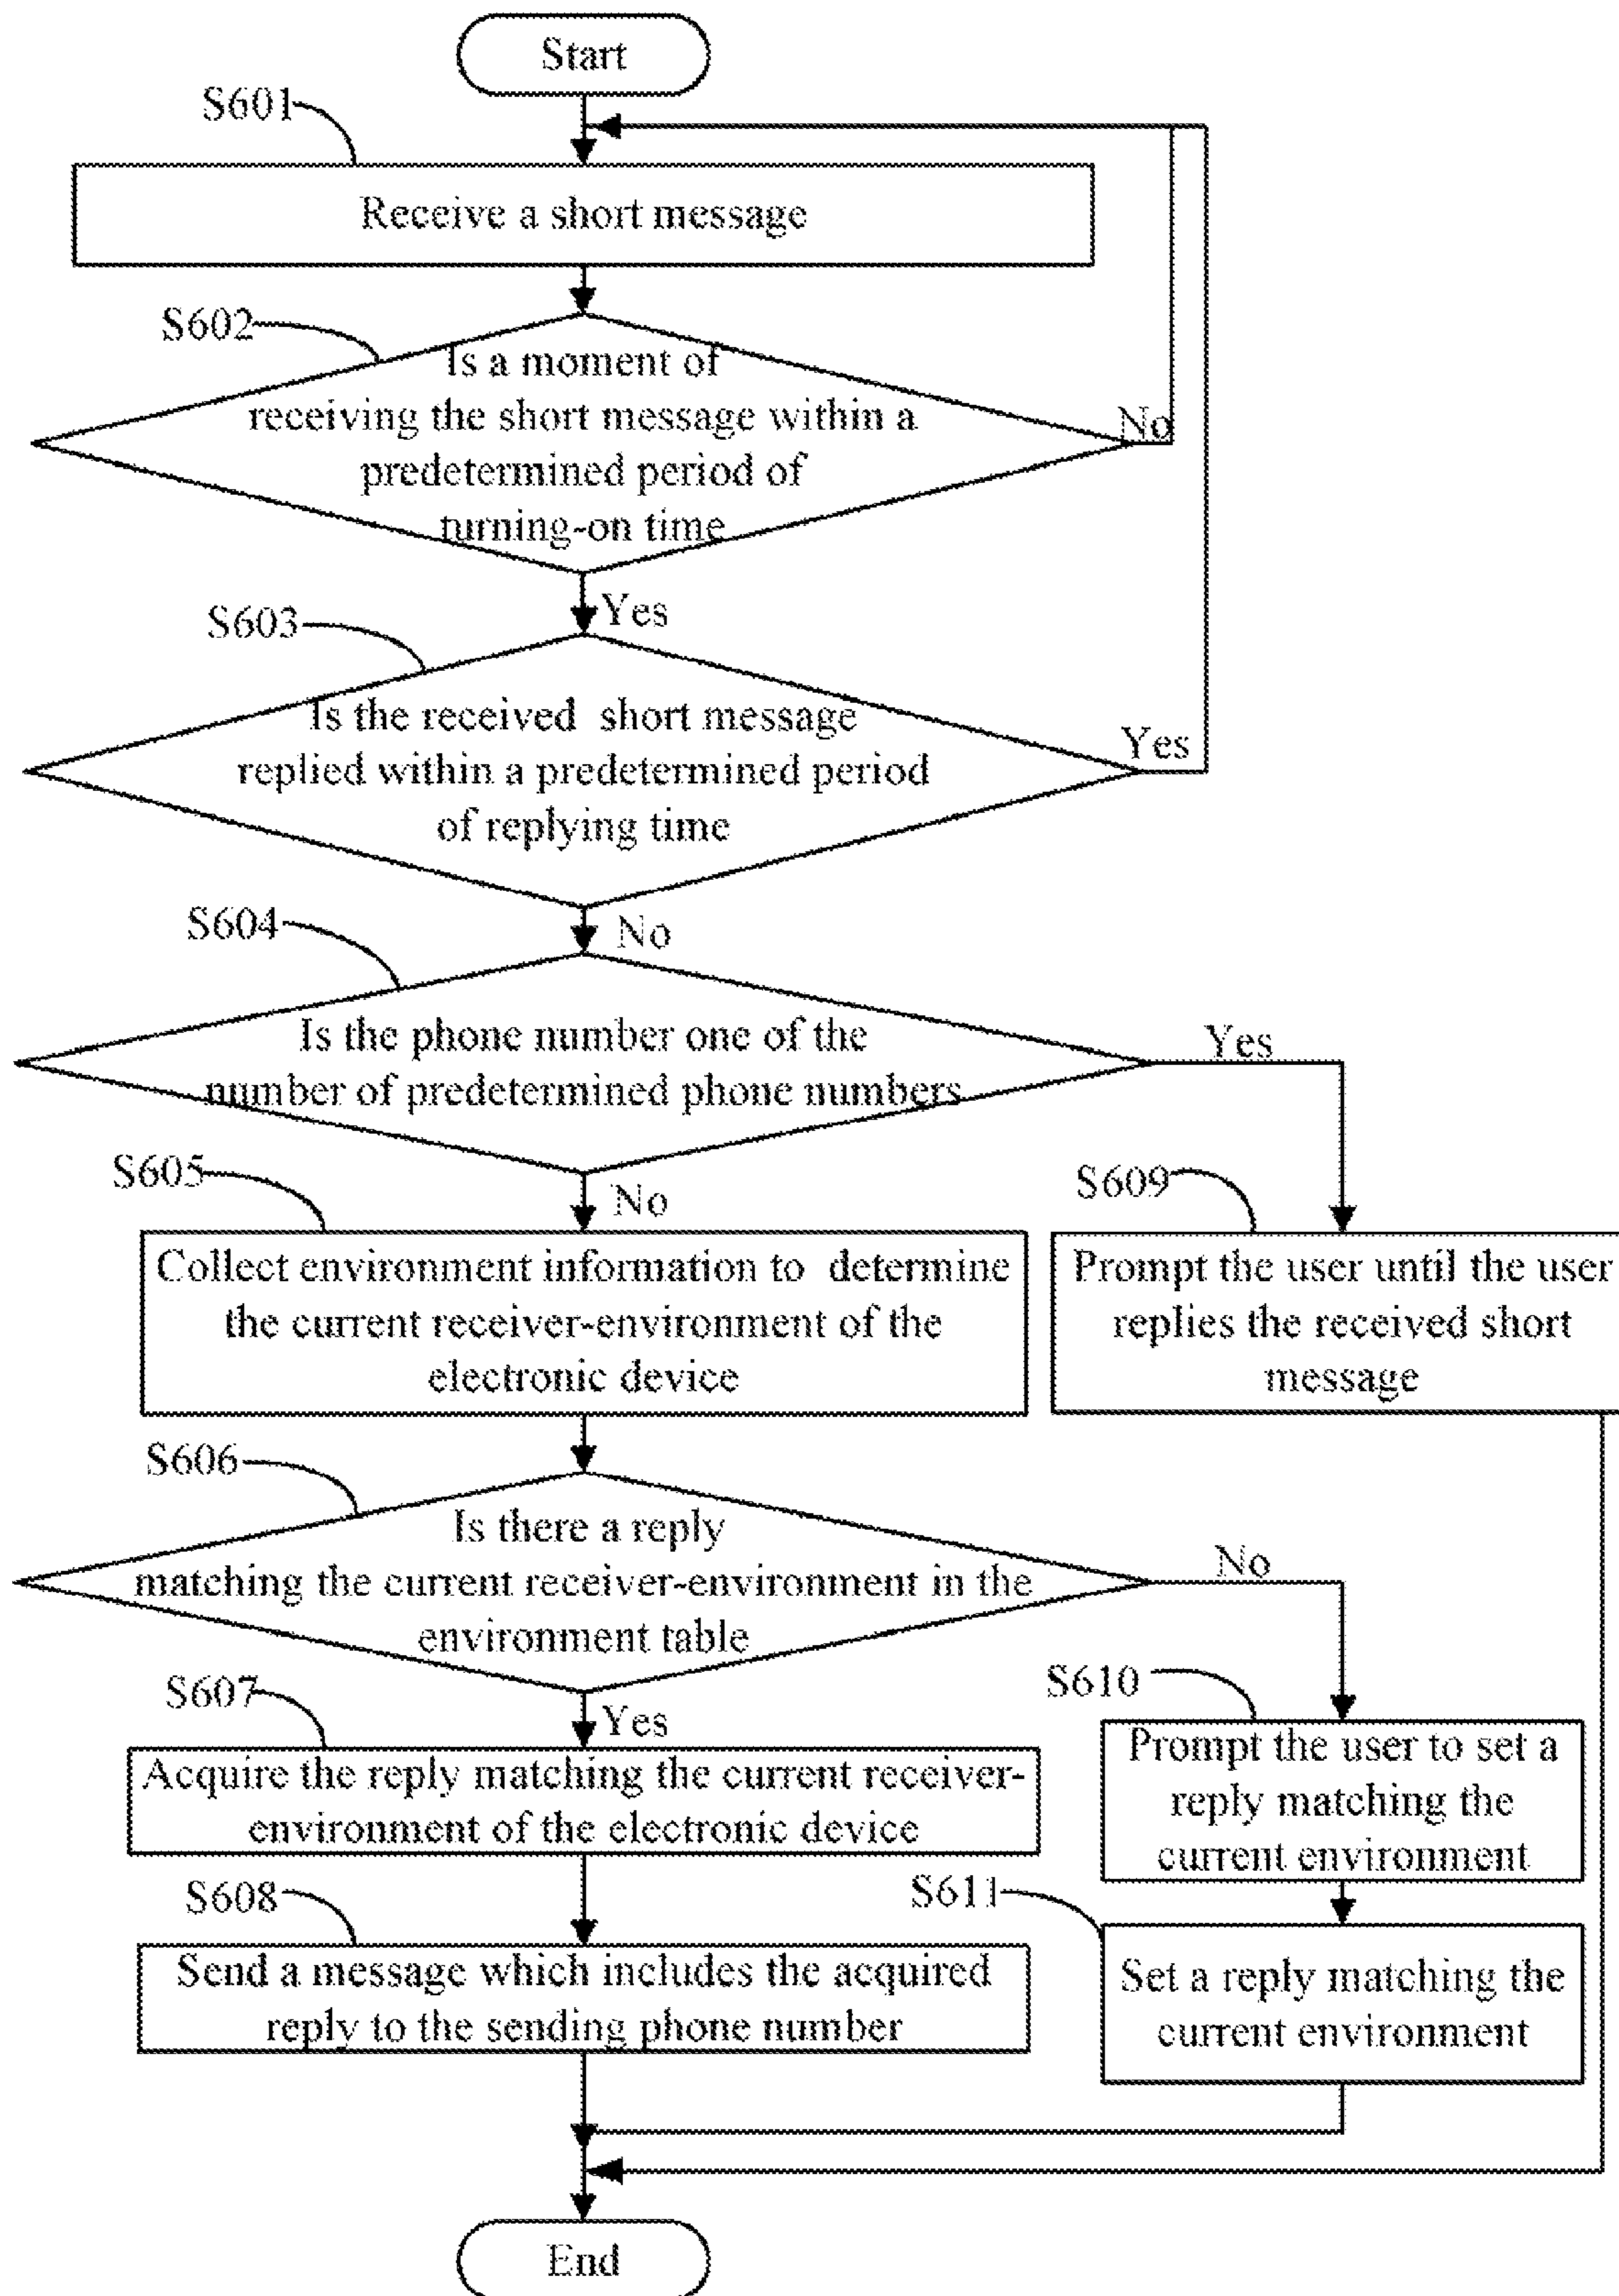 Start
S601
Receive a short message
S602
Is a moment of
receiving the short message within a
predetermined period of
turning-on time
No
Yes
S603
Is the received short message
replied within a predetermined period
of replying time
Yes
No
S604
Is the phone number one of the
number of predetermined phone numbers
Yes
No
S605
Collect environment information to determine
the current receiver-environment of the
electronic device
S609
Prompt the user until the user
replies the received short
message
S606
Is there a reply
matching the current receiver-environment in the
environment table
No
Yes
S607
Acquire the reply matching the current receiver-
environment of the electronic device
S610
Prompt the user to set a
reply matching the
current environment
S608
Send a message which includes the acquired
reply to the sending phone number
S611
Set a reply matching the
current environment
End